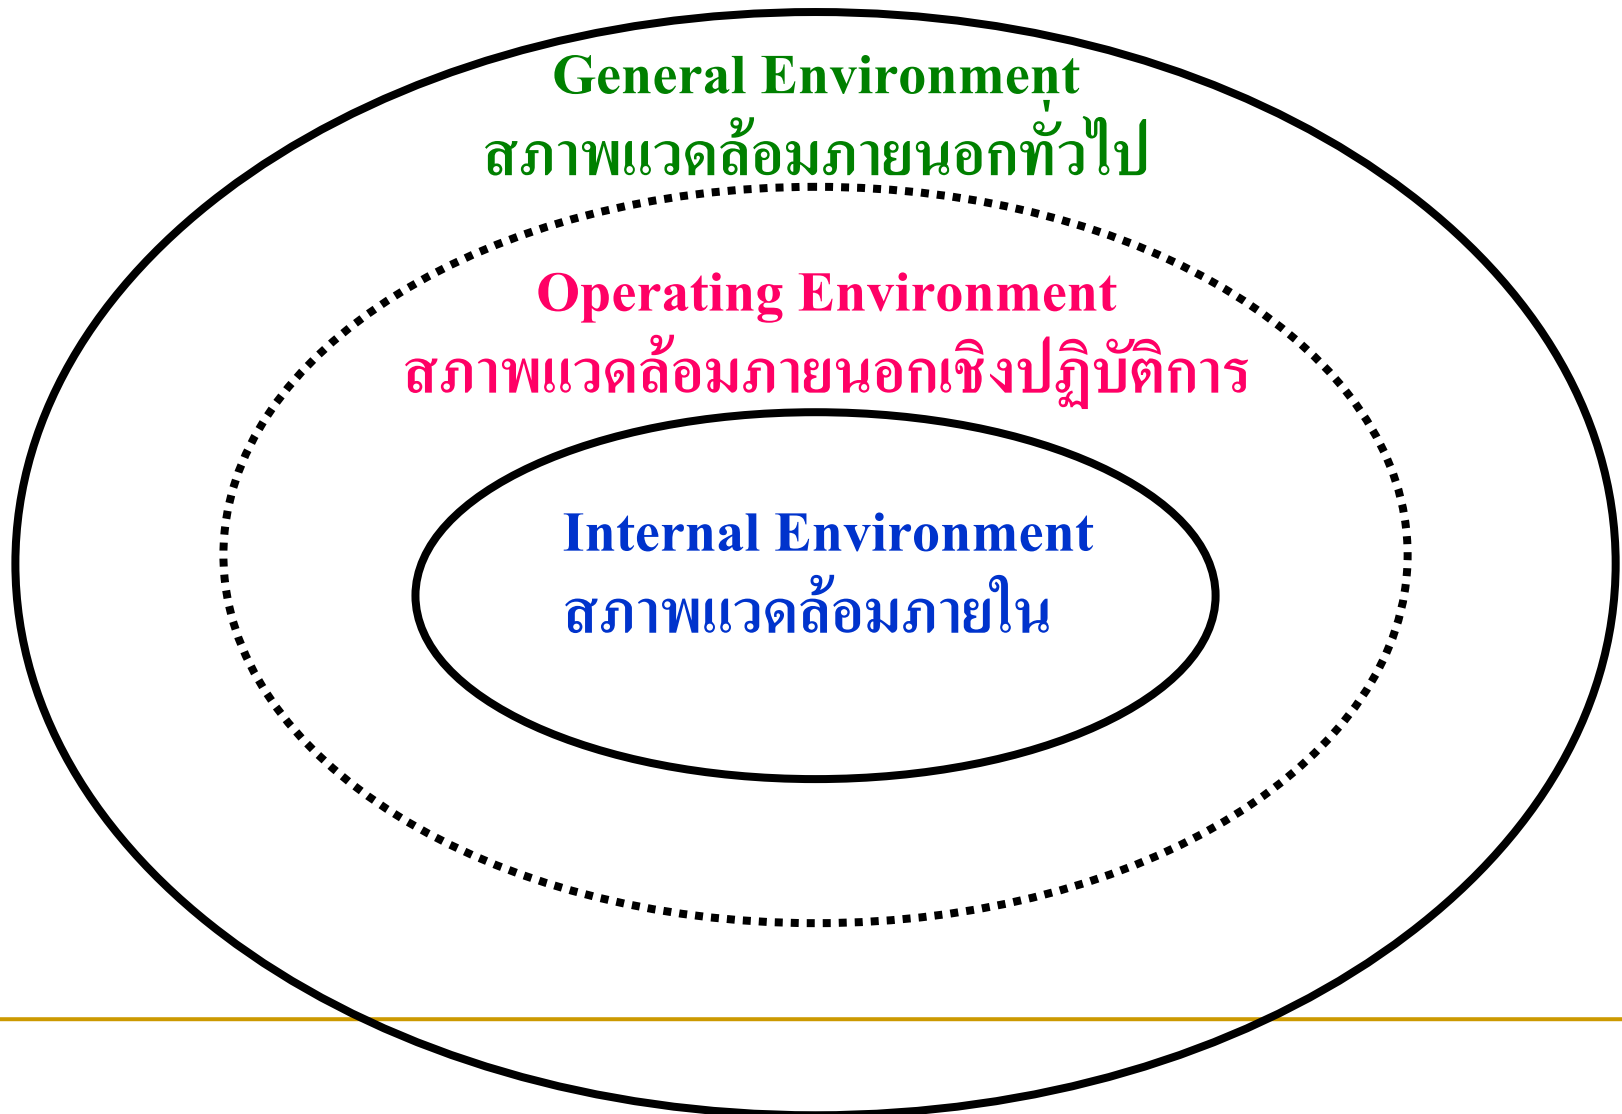 General Environment
สภาพแวดล้อมภายนอกทั่วไป
Operating Environment
สภาพแวดล้อมภายนอกเชิงปฏิบัติการ
Internal Environment
สภาพแวดล้อมภายใน